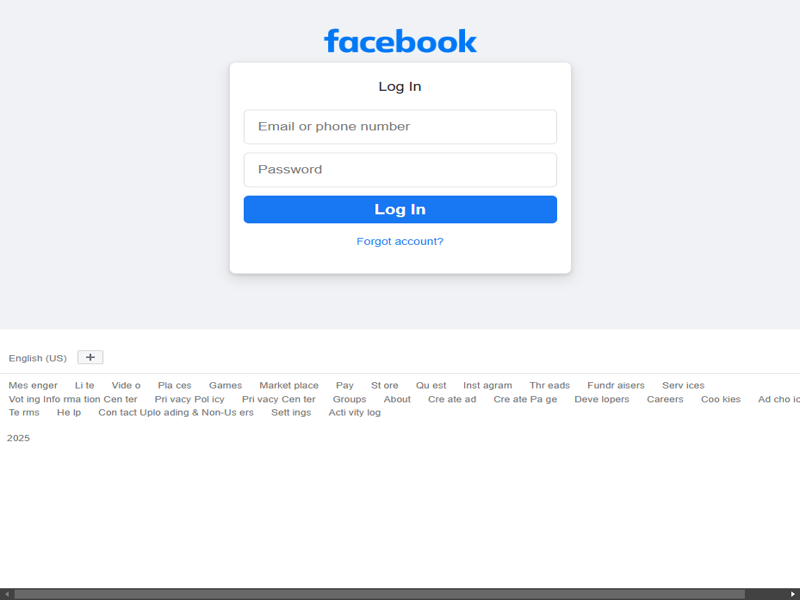 facebook
Log In
Email or phone number
Password
Log In
Forgot account?
English (US)
Mes enger Li te Vide o Pla ces Games Market place Pay St ore Qu est Inst agram Thr eads Fundr aisers Serv ices
Vot ing Info rma tion Cen ter Pri vacy Pol icy Pri vacy Cen ter Groups About Cre ate ad Cre ate Pa ge Deve lopers Careers Coo kies Ad cho
Te rms He lp Con tact Uplo ading & Non-Us ers Sett ings Acti vity log
2025